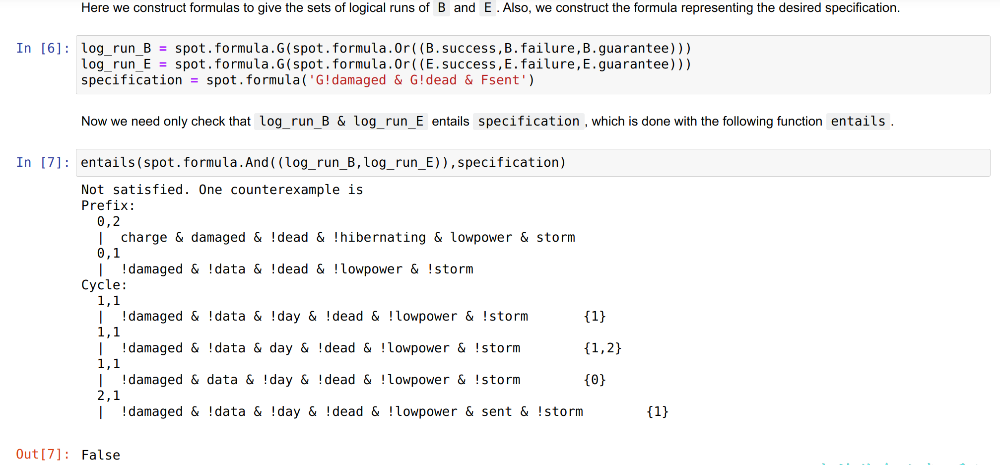 Here we construct formulas to give the sets of logical runs of B and E . Also, we construct the formula representing the desired specification.
In [6]: log_run_B = spot.formula.G(spot.formula.Or((B.success,B.failure,B.guarantee)))
log_run_E = spot.formula.G(spot.formula.Or((E.success,E.failure,E.guarantee)))
specification = spot.formula('G!damaged & G!dead & Fsent')
Now we need only check that log_run_B & log_run_E entails specification , which is done with the following function entails .
In [7]: entails(spot.formula.And((log_run_B,log_run_E)),specification)
Not satisfied. One counterexample is
Prefix:
0,2
| charge & damaged & !dead & !hibernating & lowpower & storm
0,1
| !damaged & !data & !dead & !lowpower & !storm
Cycle:
1,1
| !damaged & !data & !day & !dead & !lowpower & !storm {1}
1,1
| !damaged & !data & day & !dead & !lowpower & !storm {1,2}
1,1
| !damaged & data & !day & !dead & !lowpower & !storm {0}
2,1
| !damaged & !data & !day & !dead & !lowpower & sent & !storm {1}
Out[7]: False